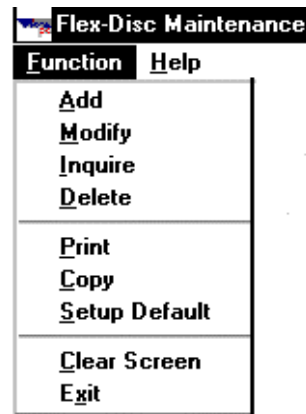 Flex-Disc Maintenance
Function Help
Add
Modify
Inquire
Delete
Print
Copy
Setup Default
Clear Screen
Exit